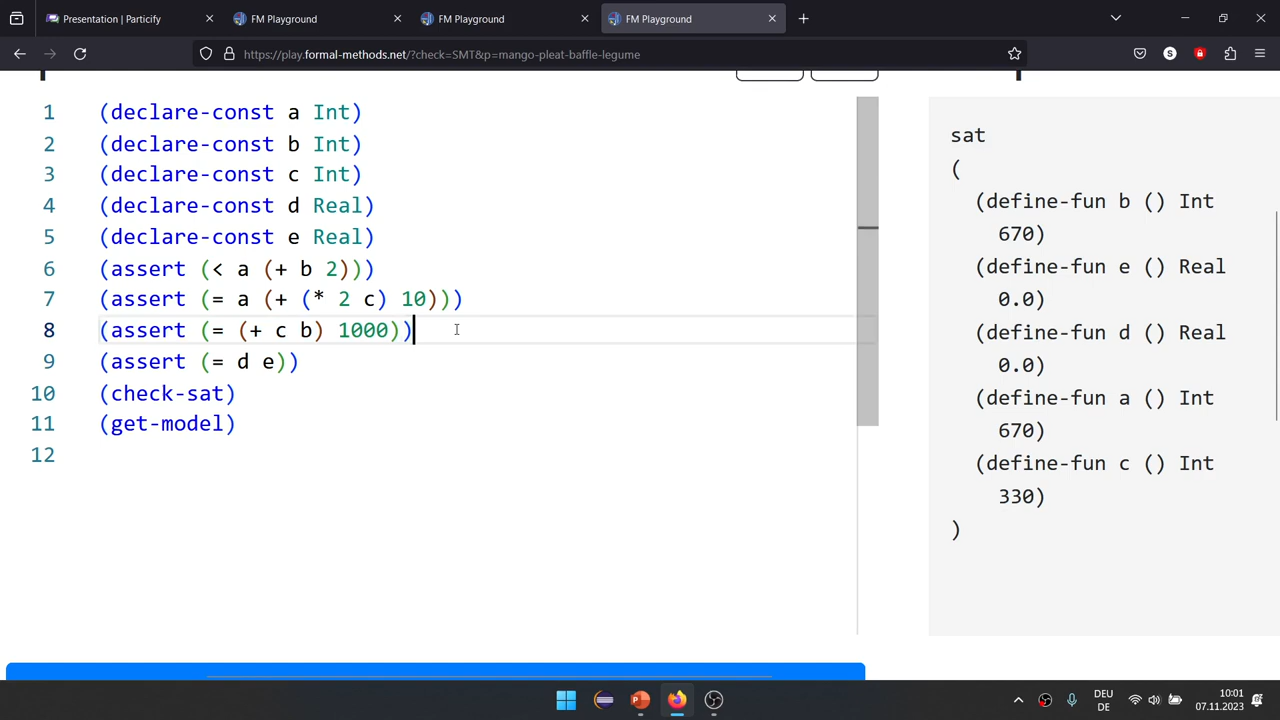 Presentation | Particify
FM Playground
FM Playground
FM Playground
https://play.formal-methods.net/?check=SMT&p=mango-pleat-baffle-legume
S
1 (declare-const a Int)
2 (declare-const b Int)
3 (declare-const c Int)
4 (declare-const d Real)
5 (declare-const e Real)
6 (assert (< a (+ b 2)))
7 (assert (= a (+ (* 2 c) 10)))
8 (assert (= (+ c b) 1000))
9 (assert (= d e))
10 (check-sat)
11 (get-model)
12
sat
(
(define-fun b () Int
670)
(define-fun e () Real
0.0)
(define-fun d () Real
0.0)
(define-fun a () Int
670)
(define-fun c () Int
330)
)
DEU
DE
10:01
07.11.2023